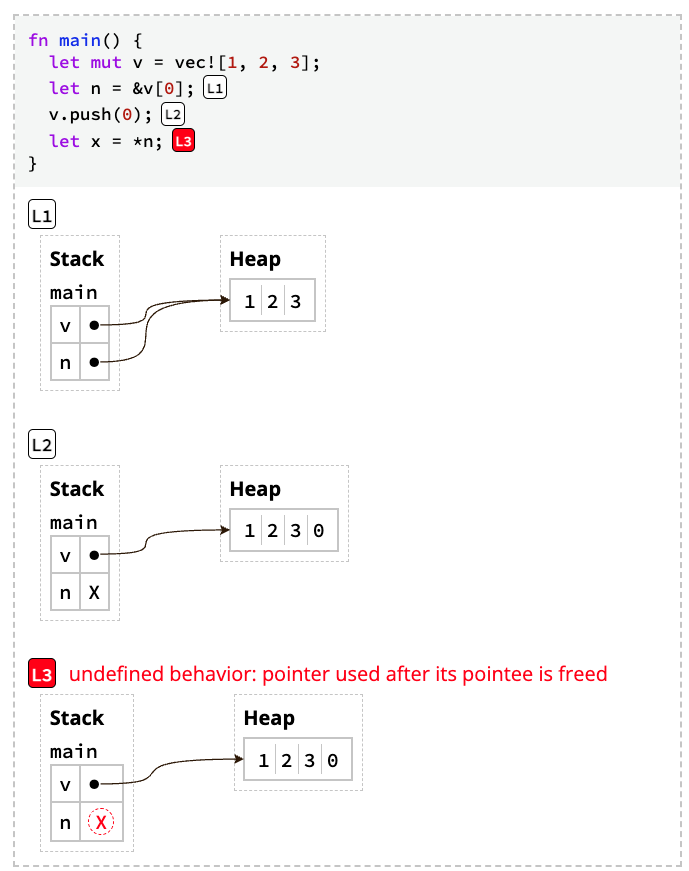 fn main() {
  let mut v = vec![1, 2, 3];
  let n = &v[0]; L1
  v.push(0); L2
  let x = *n; L3
}
L1
Stack
main
v ●
n ●
Heap
1 2 3
L2
Stack
main
v ●
n X
Heap
1 2 3 0
L3 undefined behavior: pointer used after its pointee is freed
Stack
main
v ●
n X
Heap
1 2 3 0